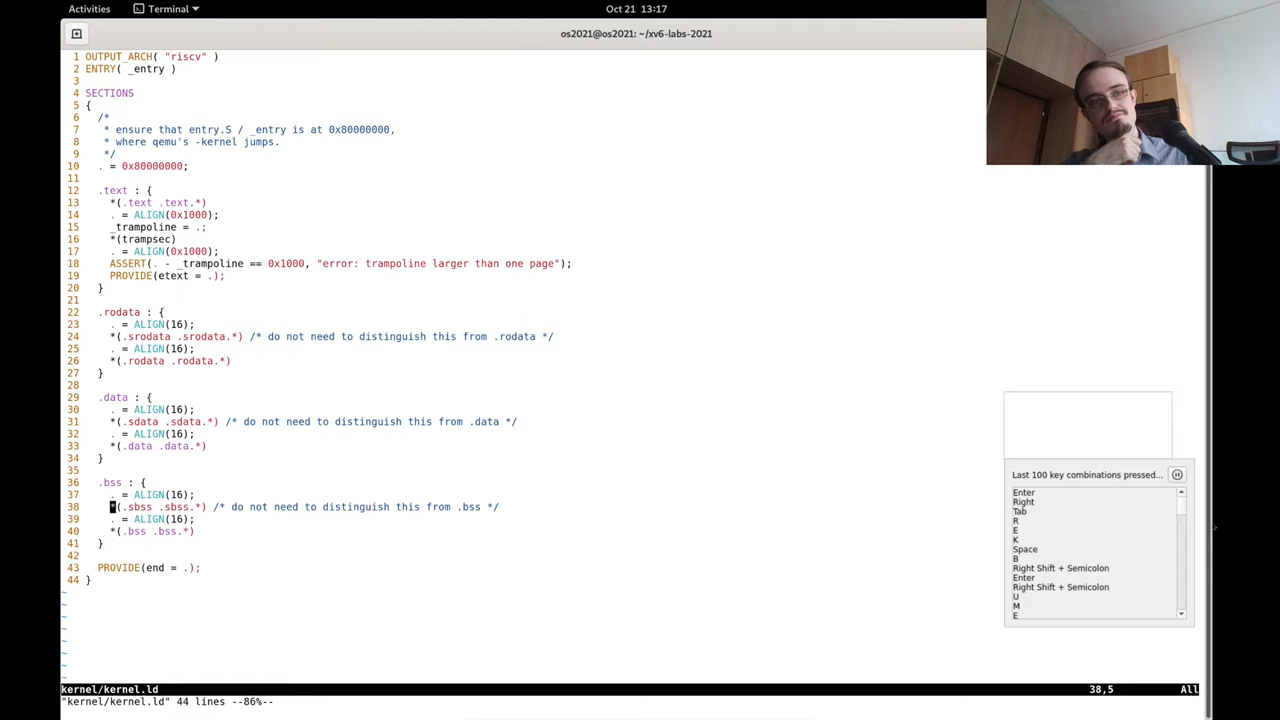 Activities
Terminal
Oct 21 13:17
os2021@os2021: ~/xv6-labs-2021
1 OUTPUT_ARCH( "riscv" )
2 ENTRY( _entry )
3
4 SECTIONS
5 {
6 /*
7 * ensure that entry.S / _entry is at 0x80000000,
8 * where qemu's -kernel jumps.
9 */
10 . = 0x80000000;
11
12 .text : {
13 *(.text .text.*)
14 . = ALIGN(0x1000);
15 _trampoline = .;
16 *(trampsec)
17 . = ALIGN(0x1000);
18 ASSERT(. - _trampoline == 0x1000, "error: trampoline larger than one page");
19 PROVIDE(etext = .);
20 }
21
22 .rodata : {
23 . = ALIGN(16);
24 *(.srodata .srodata.*) /* do not need to distinguish this from .rodata */
25 . = ALIGN(16);
26 *(.rodata .rodata.*)
27 }
28
29 .data : {
30 . = ALIGN(16);
31 *(.sdata .sdata.*) /* do not need to distinguish this from .data */
32 . = ALIGN(16);
33 *(.data .data.*)
34 }
35
36 .bss : {
37 . = ALIGN(16);
38 *(.sbss .sbss.*) /* do not need to distinguish this from .bss */
39 . = ALIGN(16);
40 *(.bss .bss.*)
41 }
42
43 PROVIDE(end = .);
44 }
~
~
~
~
~
~
~
~
kernel/kernel.ld
38,5
All
"kernel/kernel.ld" 44 lines --86%--
Last 100 key combinations pressed...
Enter
Right
Tab
R
E
K
Space
B
Right Shift + Semicolon
Enter
Right Shift + Semicolon
U
M
E